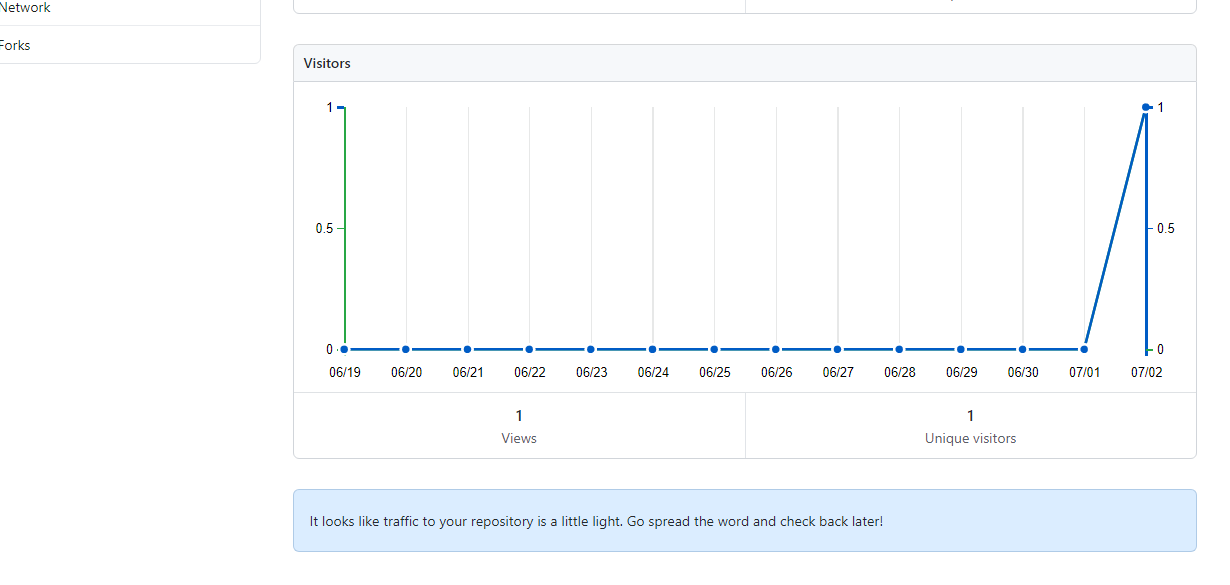 Network
Forks
Visitors
1 1
0.5 0.5
0 0
06/19 06/20 06/21 06/22 06/23 06/24 06/25 06/26 06/27 06/28 06/29 06/30 07/01 07/02
1 1
Views Unique visitors
It looks like traffic to your repository is a little light. Go spread the word and check back later!